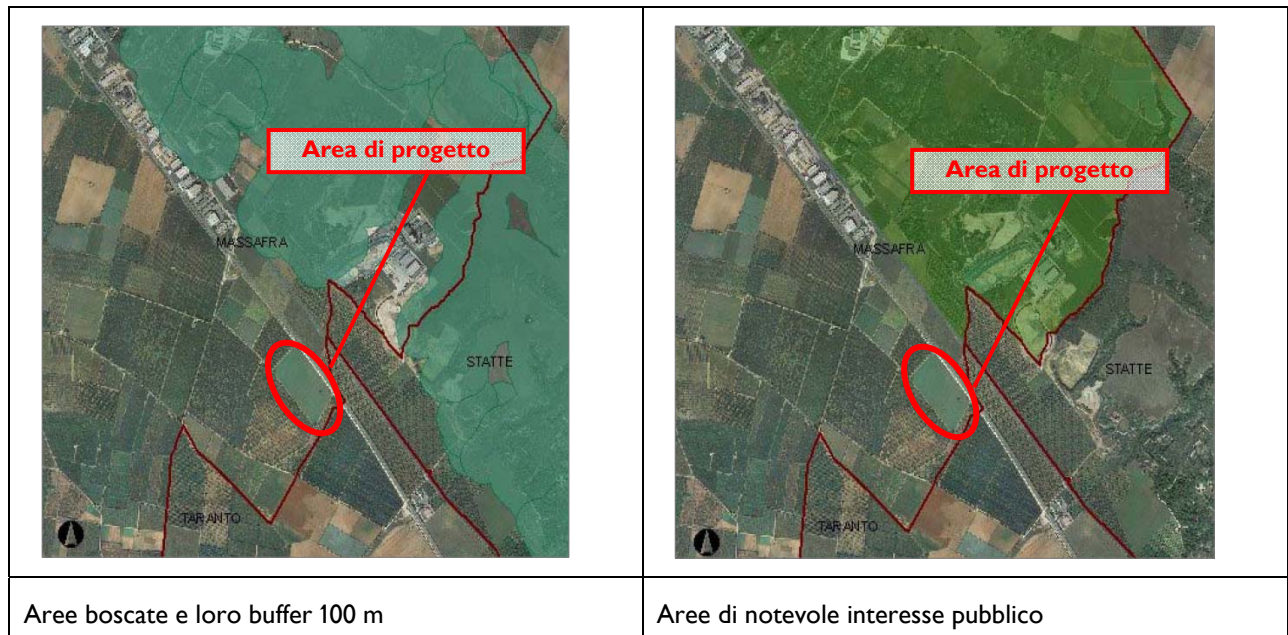 Area di progetto
MASSAFRA
STATTE
TARANTO
Aree boscate e loro buffer 100 m
Area di progetto
MASSAFRA
STATTE
TARANTO
Aree di notevole interesse pubblico